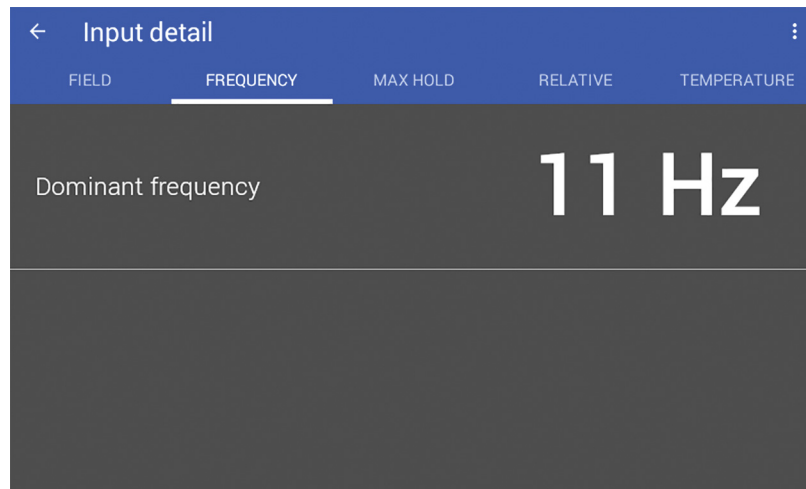 Input detail
FIELD FREQUENCY MAX HOLD RELATIVE TEMPERATURE
Dominant frequency 11 Hz